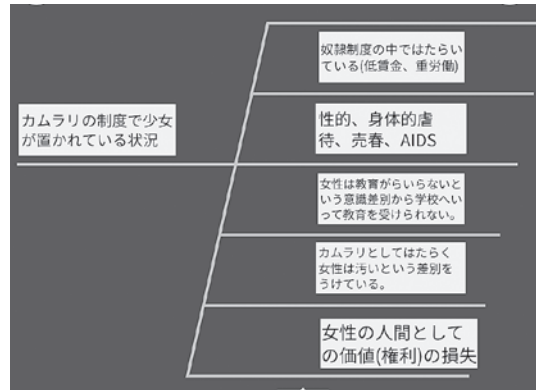 カムラリの制度で少女
が置かれている状況
奴隷制度の中ではたらい
ている(低賃金、重労働)
性的、身体的虐
待、売春、AIDS
女性は教育がらいらないと
いう意識差別から学校へい
って教育を受けられない。
カムラリとしてはたらく
女性は汚いという差別を
うけている。
女性の人間として
の価値(権利)の損失